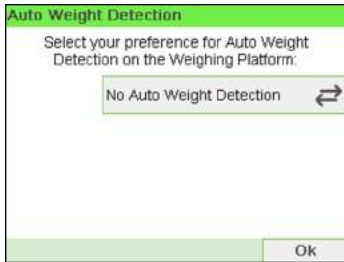 Auto Weight Detection
Select your preference for Auto Weight
Detection on the Weighing Platform:
No Auto Weight Detection
Ok